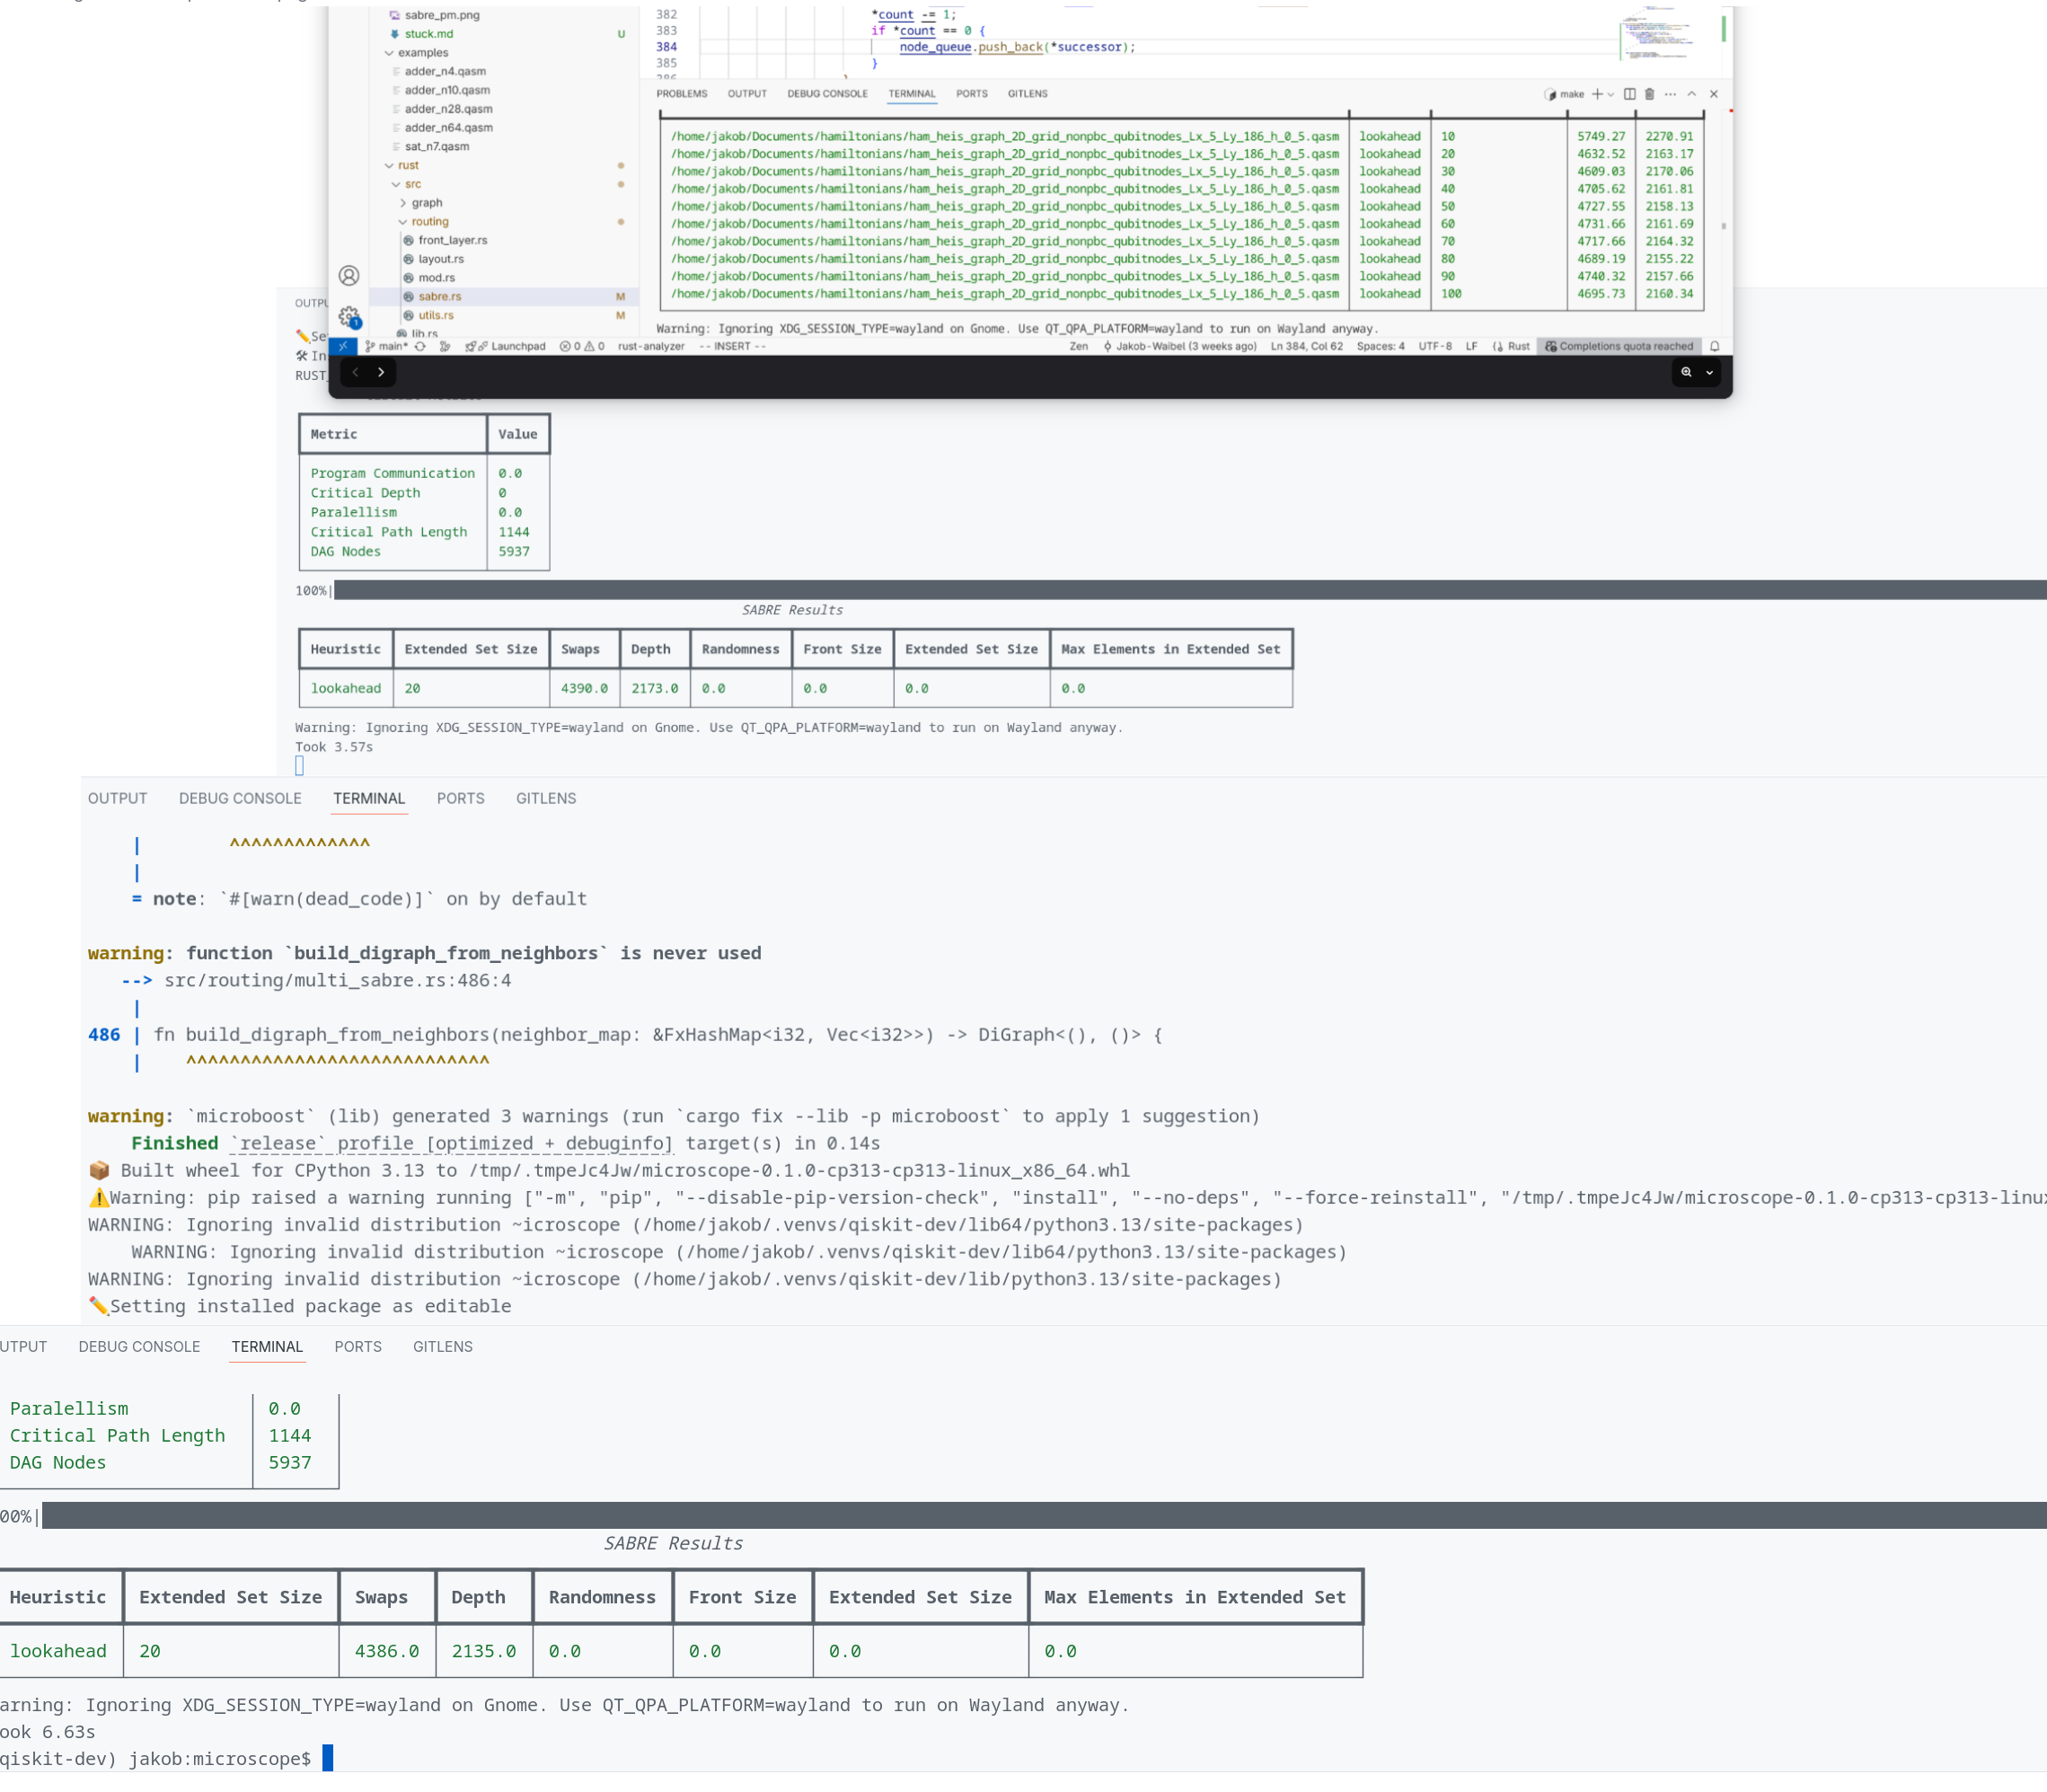 sabre_pm.png
stuck.md U
examples
adder_n4.qasm
adder_n10.qasm
adder_n28.qasm
adder_n64.qasm
sat_n7.qasm
rust
src
graph
routing
front_layer.rs
layout.rs
mod.rs
sabre.rs M
utils.rs M
lib.rs
382 *count -= 1;
383 if *count == 0 {
384 node_queue.push_back(*successor);
385 }
386 }
PROBLEMS OUTPUT DEBUG CONSOLE TERMINAL PORTS GITLENS make
/home/jakob/Documents/hamiltonians/ham_heis_graph_2D_grid_nonpbc_qubitnodes_Lx_5_Ly_186_h_0_5.qasm lookahead 10 5749.27 2270.91
/home/jakob/Documents/hamiltonians/ham_heis_graph_2D_grid_nonpbc_qubitnodes_Lx_5_Ly_186_h_0_5.qasm lookahead 20 4632.52 2163.17
/home/jakob/Documents/hamiltonians/ham_heis_graph_2D_grid_nonpbc_qubitnodes_Lx_5_Ly_186_h_0_5.qasm lookahead 30 4609.03 2170.06
/home/jakob/Documents/hamiltonians/ham_heis_graph_2D_grid_nonpbc_qubitnodes_Lx_5_Ly_186_h_0_5.qasm lookahead 40 4705.62 2161.81
/home/jakob/Documents/hamiltonians/ham_heis_graph_2D_grid_nonpbc_qubitnodes_Lx_5_Ly_186_h_0_5.qasm lookahead 50 4727.55 2158.13
/home/jakob/Documents/hamiltonians/ham_heis_graph_2D_grid_nonpbc_qubitnodes_Lx_5_Ly_186_h_0_5.qasm lookahead 60 4731.66 2161.69
/home/jakob/Documents/hamiltonians/ham_heis_graph_2D_grid_nonpbc_qubitnodes_Lx_5_Ly_186_h_0_5.qasm lookahead 70 4717.66 2164.32
/home/jakob/Documents/hamiltonians/ham_heis_graph_2D_grid_nonpbc_qubitnodes_Lx_5_Ly_186_h_0_5.qasm lookahead 80 4689.19 2155.22
/home/jakob/Documents/hamiltonians/ham_heis_graph_2D_grid_nonpbc_qubitnodes_Lx_5_Ly_186_h_0_5.qasm lookahead 90 4740.32 2157.66
/home/jakob/Documents/hamiltonians/ham_heis_graph_2D_grid_nonpbc_qubitnodes_Lx_5_Ly_186_h_0_5.qasm lookahead 100 4695.73 2160.34
Warning: Ignoring XDG_SESSION_TYPE=wayland on Gnome. Use QT_QPA_PLATFORM=wayland to run on Wayland anyway.
main* Launchpad 0 0 rust-analyzer -- INSERT -- Zen Jakob-Waibel (3 weeks ago) Ln 384, Col 62 Spaces: 4 UTF-8 LF Rust Completions quota reached
OUTPU
✏️Se
🛠 In
RUST_
Metric Value
Program Communication 0.0
Critical Depth 0
Paralellism 0.0
Critical Path Length 1144
DAG Nodes 5937
100%|
SABRE Results
Heuristic Extended Set Size Swaps Depth Randomness Front Size Extended Set Size Max Elements in Extended Set
lookahead 20 4390.0 2173.0 0.0 0.0 0.0 0.0
Warning: Ignoring XDG_SESSION_TYPE=wayland on Gnome. Use QT_QPA_PLATFORM=wayland to run on Wayland anyway.
Took 3.57s
OUTPUT DEBUG CONSOLE TERMINAL PORTS GITLENS
| ^^^^^^^^^^^^^
|
= note: `#[warn(dead_code)]` on by default
warning: function `build_digraph_from_neighbors` is never used
--> src/routing/multi_sabre.rs:486:4
|
486 | fn build_digraph_from_neighbors(neighbor_map: &FxHashMap<i32, Vec<i32>>) -> DiGraph<(), ()> {
| ^^^^^^^^^^^^^^^^^^^^^^^^^^^^
warning: `microboost` (lib) generated 3 warnings (run `cargo fix --lib -p microboost` to apply 1 suggestion)
Finished `release` profile [optimized + debuginfo] target(s) in 0.14s
📦 Built wheel for CPython 3.13 to /tmp/.tmpeJc4Jw/microscope-0.1.0-cp313-cp313-linux_x86_64.whl
⚠️Warning: pip raised a warning running ["-m", "pip", "--disable-pip-version-check", "install", "--no-deps", "--force-reinstall", "/tmp/.tmpeJc4Jw/microscope-0.1.0-cp313-cp313-linux
WARNING: Ignoring invalid distribution ~icroscope (/home/jakob/.venvs/qiskit-dev/lib64/python3.13/site-packages)
WARNING: Ignoring invalid distribution ~icroscope (/home/jakob/.venvs/qiskit-dev/lib64/python3.13/site-packages)
WARNING: Ignoring invalid distribution ~icroscope (/home/jakob/.venvs/qiskit-dev/lib/python3.13/site-packages)
✏️Setting installed package as editable
UTPUT DEBUG CONSOLE TERMINAL PORTS GITLENS
Paralellism 0.0
Critical Path Length 1144
DAG Nodes 5937
00%|
SABRE Results
Heuristic Extended Set Size Swaps Depth Randomness Front Size Extended Set Size Max Elements in Extended Set
lookahead 20 4386.0 2135.0 0.0 0.0 0.0 0.0
arning: Ignoring XDG_SESSION_TYPE=wayland on Gnome. Use QT_QPA_PLATFORM=wayland to run on Wayland anyway.
ook 6.63s
qiskit-dev) jakob:microscope$